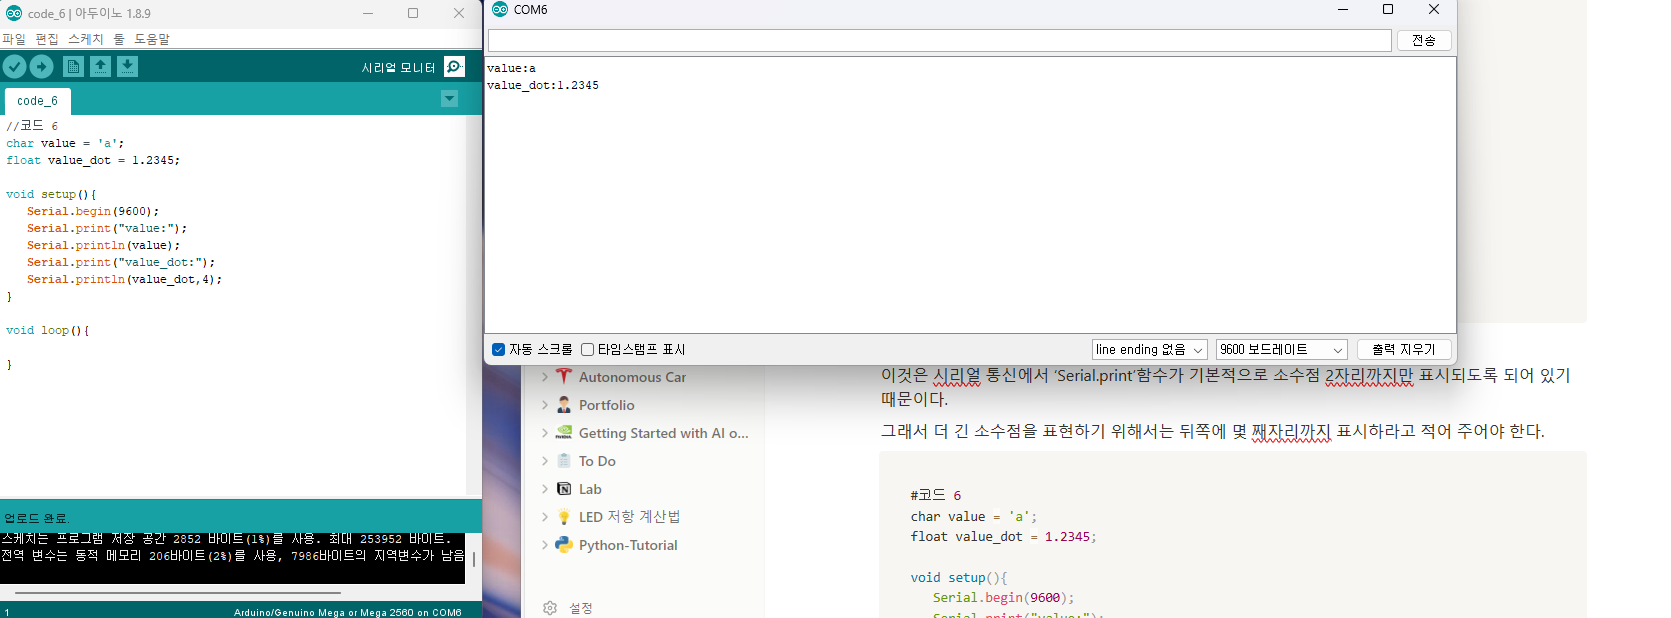 code_6 | 아두이노 1.8.9
파일 편집 스케치 툴 도움말
시리얼 모니터
code_6
//코드 6
char value = 'a';
float value_dot = 1.2345;
void setup(){
Serial.begin(9600);
Serial.print("value:");
Serial.println(value);
Serial.print("value_dot:");
Serial.println(value_dot,4);
}
void loop(){
}
업로드 완료.
스케치는 프로그램 저장 공간 2852 바이트(1%)를 사용. 최대 253952 바이트.
전역 변수는 동적 메모리 206바이트(2%)를 사용, 7986바이트의 지역변수가 남음
1
Arduino/Genuino Mega or Mega 2560 on COM6
COM6
전송
value:a
value_dot:1.2345
자동 스크롤 타임스탬프 표시
line ending 없음
9600 보드레이트
출력 지우기
Autonomous Car
Portfolio
Getting Started with AI o...
To Do
Lab
LED 저항 계산법
Python-Tutorial
설정
이것은 시리얼 통신에서 ‘Serial.print’함수가 기본적으로 소수점 2자리까지만 표시되도록 되어 있기
때문이다.
그래서 더 긴 소수점을 표현하기 위해서는 뒤쪽에 몇 째자리까지 표시하라고 적어 주어야 한다.
#코드 6
char value = 'a';
float value_dot = 1.2345;
void setup(){
Serial.begin(9600);
Serial.print("value:");